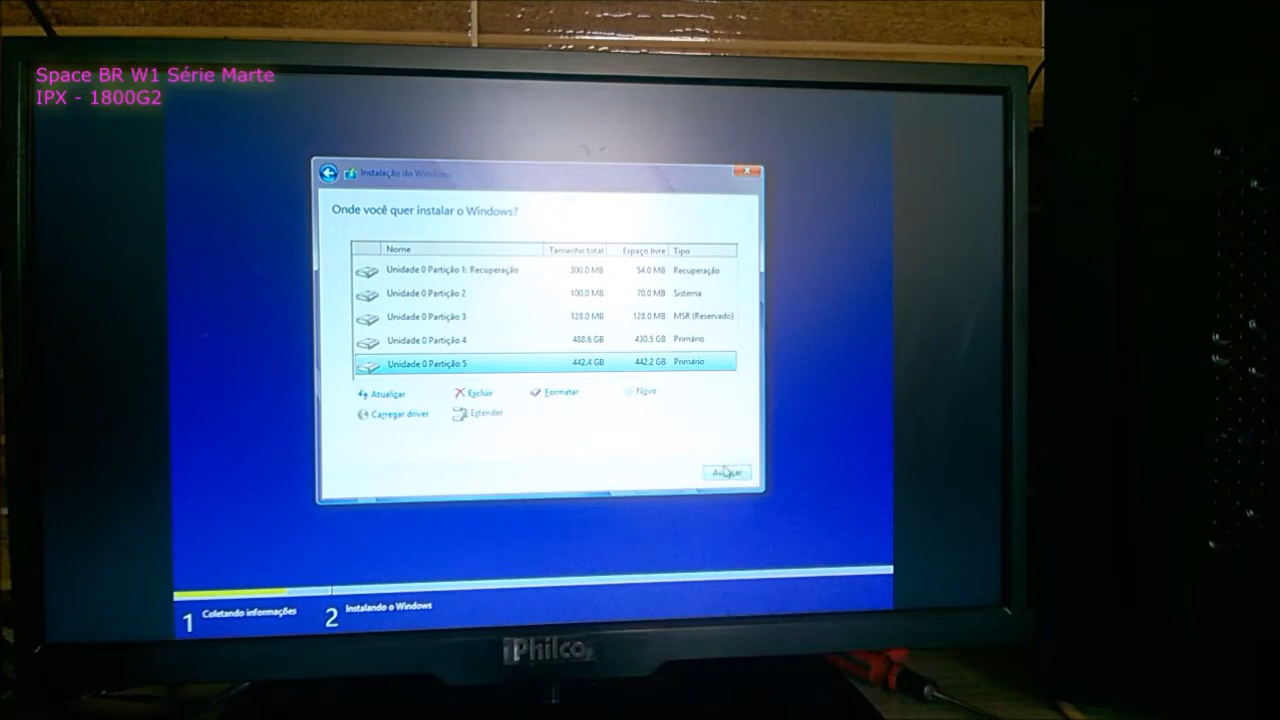 Space BR W1 Série Marte
IPX - 1800G2
Instalação do Windows
Onde você quer instalar o Windows?
Nome Tamanho total Espaço livre Tipo
Unidade 0 Partição 1: Recuperação 300.0 MB 54.0 MB Recuperação
Unidade 0 Partição 2 100.0 MB 70.0 MB Sistema
Unidade 0 Partição 3 128.0 MB 128.0 MB MSR (Reservado)
Unidade 0 Partição 4 488.6 GB 430.5 GB Primário
Unidade 0 Partição 5 442.4 GB 442.2 GB Primário
Atualizar Excluir Formatar Novo
Carregar driver Estender
Avançar
1 Coletando informações 2 Instalando o Windows
Philco